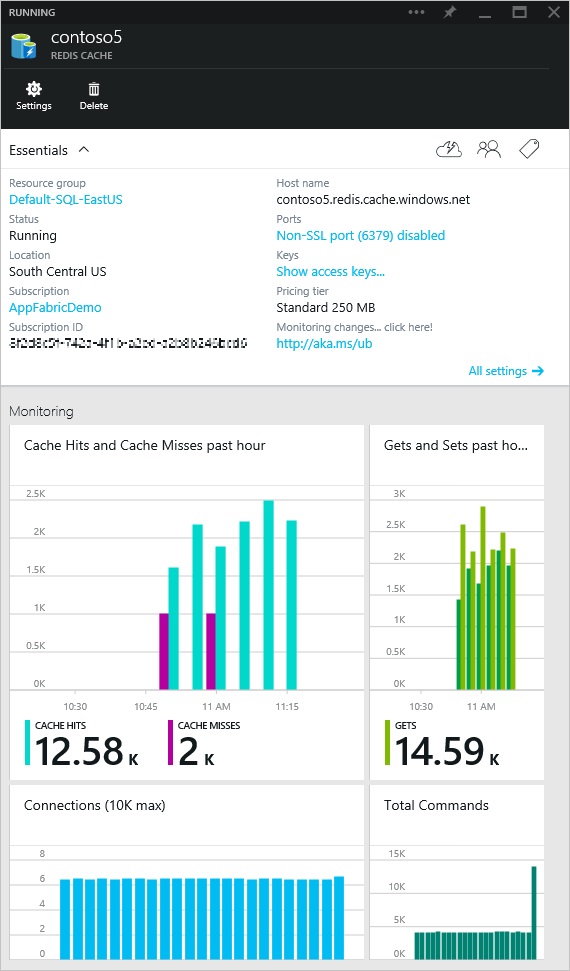 RUNNING
contoso5
REDIS CACHE
Settings
Delete
Essentials
Resource group
Default-SQL-EastUS
Status
Running
Location
South Central US
Subscription
AppFabricDemo
Subscription ID
Host name
contoso5.redis.cache.windows.net
Ports
Non-SSL port (6379) disabled
Keys
Show access keys...
Pricing tier
Standard 250 MB
Monitoring changes... click here!
http://aka.ms/ub
All settings
Monitoring
Cache Hits and Cache Misses past hour
2.5K
2K
1.5K
1K
0.5K
0K
10:30
10:45
11 AM
11:15
CACHE HITS
12.58 K
CACHE MISSES
2 K
Gets and Sets past ho...
3K
2.5K
2K
1.5K
1K
0.5K
0K
10:30
11 AM
GETS
14.59 K
Connections (10K max)
8
6
4
2
0
Total Commands
15K
10K
5K
0K